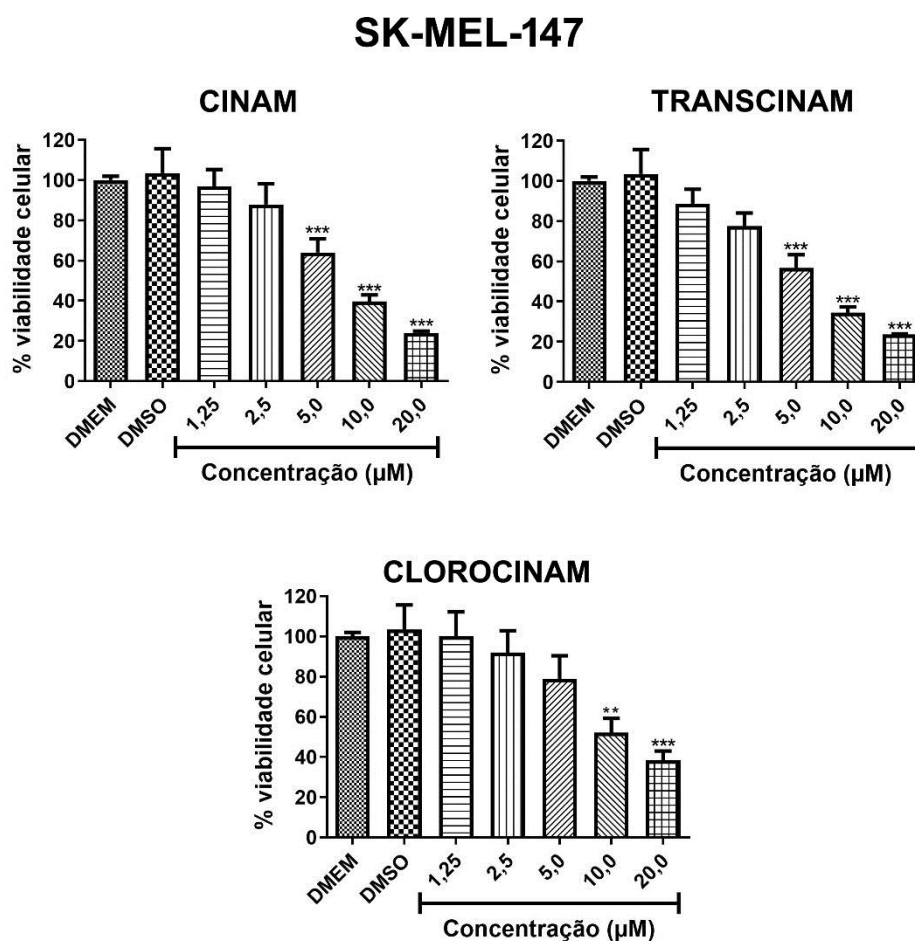 SK-MEL-147
CINAM
% viabilidade celular
120
100
80
60
40
20
0
***
***
***
DMEM
DMSO
1,25
2,5
5,0
10,0
20,0
Concentração (µM)
TRANSCINAM
% viabilidade celular
120
100
80
60
40
20
0
***
***
***
DMEM
DMSO
1,25
2,5
5,0
10,0
20,0
Concentração (µM)
CLOROCINAM
% viabilidade celular
120
100
80
60
40
20
0
**
***
DMEM
DMSO
1,25
2,5
5,0
10,0
20,0
Concentração (µM)